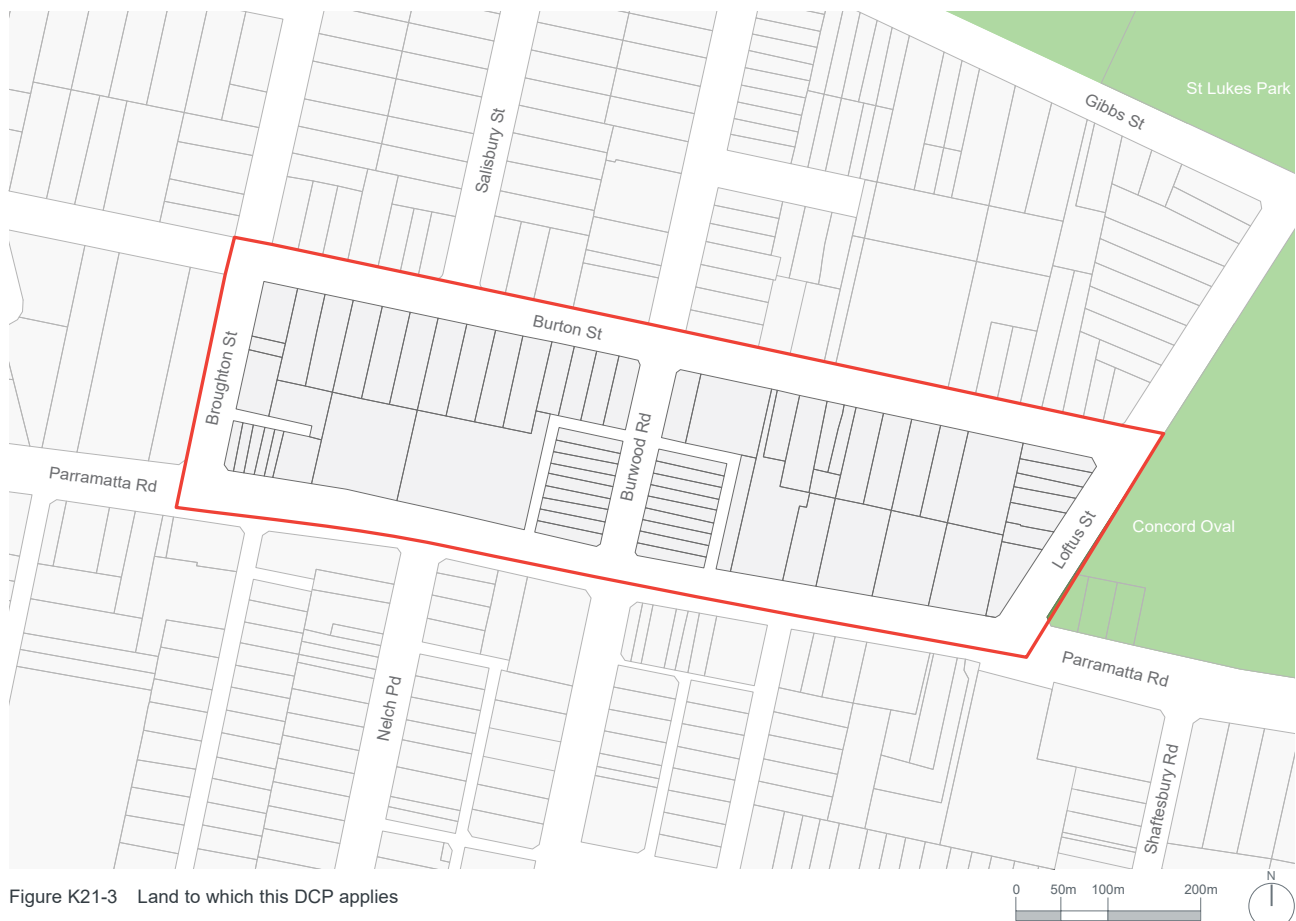 St Lukes Park
Gibbs St
Salisbury St
Burton St
Broughton St
Burwood Rd
Parramatta Rd
Loftus St
Concord Oval
Parramatta Rd
Nelch Pd
Shaftesbury Rd
Figure K21-3 Land to which this DCP applies
0 50m 100m 200m
N